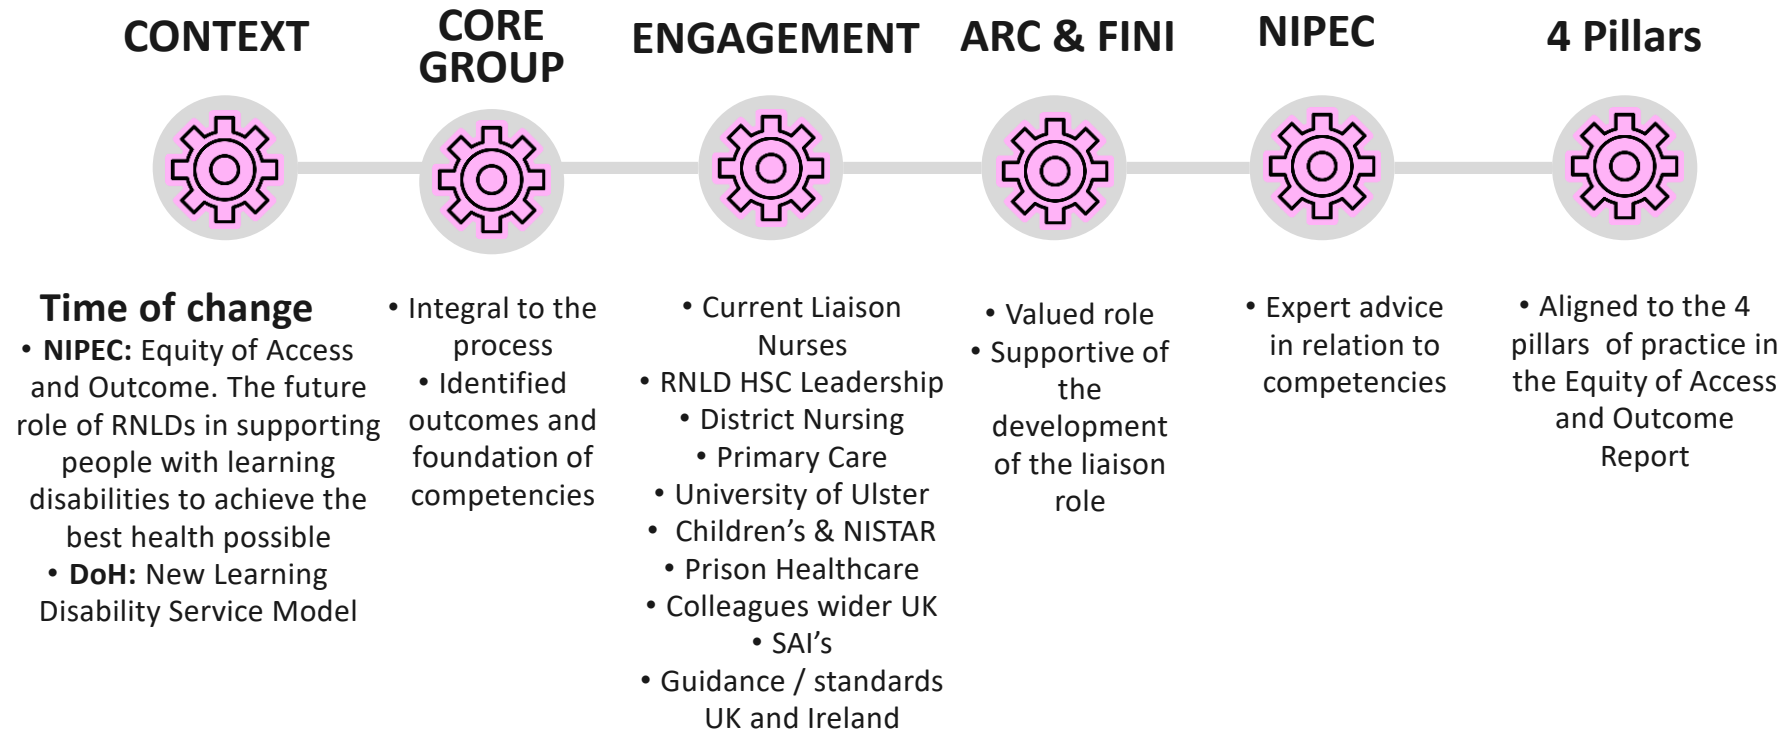 CONTEXT
CORE
GROUP
ENGAGEMENT
ARC & FINI
NIPEC
4 Pillars
Time of change
• NIPEC: Equity of Access
and Outcome. The future
role of RNLDs in supporting
people with learning
disabilities to achieve the
best health possible
• DoH: New Learning
Disability Service Model
• Integral to the
process
• Identified
outcomes and
foundation of
competencies
• Current Liaison
Nurses
• RNLD HSC Leadership
• District Nursing
• Primary Care
• University of Ulster
• Children’s & NISTAR
• Prison Healthcare
• Colleagues wider UK
• SAI’s
• Guidance / standards
UK and Ireland
• Valued role
• Supportive of
the
development
of the liaison
role
• Expert advice
in relation to
competencies
• Aligned to the 4
pillars of practice in
the Equity of Access
and Outcome
Report